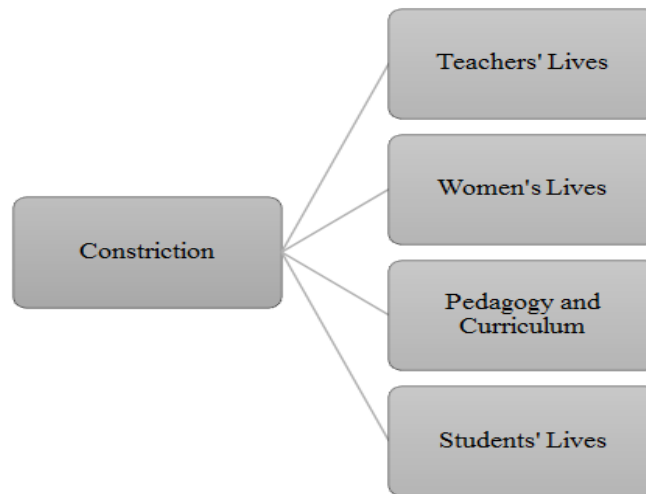 Teachers' Lives
Women's Lives
Constriction
Pedagogy and
Curriculum
Students' Lives